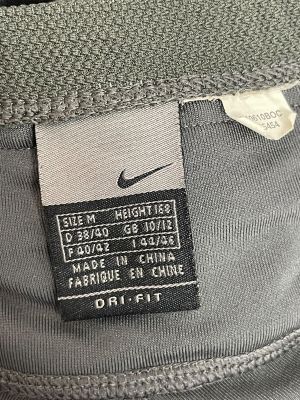 SIZE M HEIGHT 168
D 38/40 GB 10/12
F 40/42 I 44/46
MADE IN CHINA
FABRIQUE EN CHINE
DRI-FIT